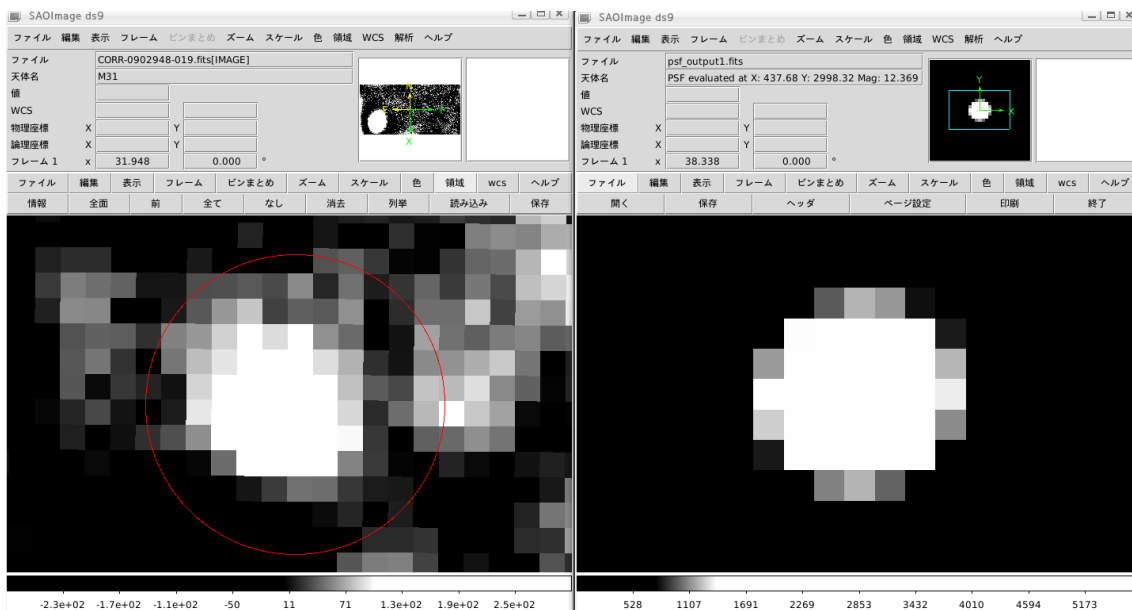 SAOImage ds9
ファイル 編集 表示 フレーム ビンまとめ ズーム スケール 色 領域 WCS 解析 ヘルプ
ファイル CORR-0902948-019.fits[IMAGE]
天体名 M31
値
WCS
物理座標 X Y
論理座標 X Y
フレーム 1 x 31.948 0.000 °
X
ファイル 編集 表示 フレーム ビンまとめ ズーム スケール 色 領域 wcs ヘルプ
情報 全面 前 全て なし 消去 列挙 読み込み 保存
-2.3e+02 -1.7e+02 -1.1e+02 -50 11 71 1.3e+02 1.9e+02 2.5e+02
SAOImage ds9
ファイル 編集 表示 フレーム ビンまとめ ズーム スケール 色 領域 WCS 解析 ヘルプ
ファイル psf_output1.fits
天体名 PSF evaluated at X: 437.68 Y: 2998.32 Mag: 12.369
値
WCS
物理座標 X Y
論理座標 X Y
フレーム 1 x 38.338 0.000 °
Y
X
ファイル 編集 表示 フレーム ビンまとめ ズーム スケール 色 領域 wcs ヘルプ
開く 保存 ヘッダ ページ設定 印刷 終了
528 1107 1691 2269 2853 3432 4010 4594 5173